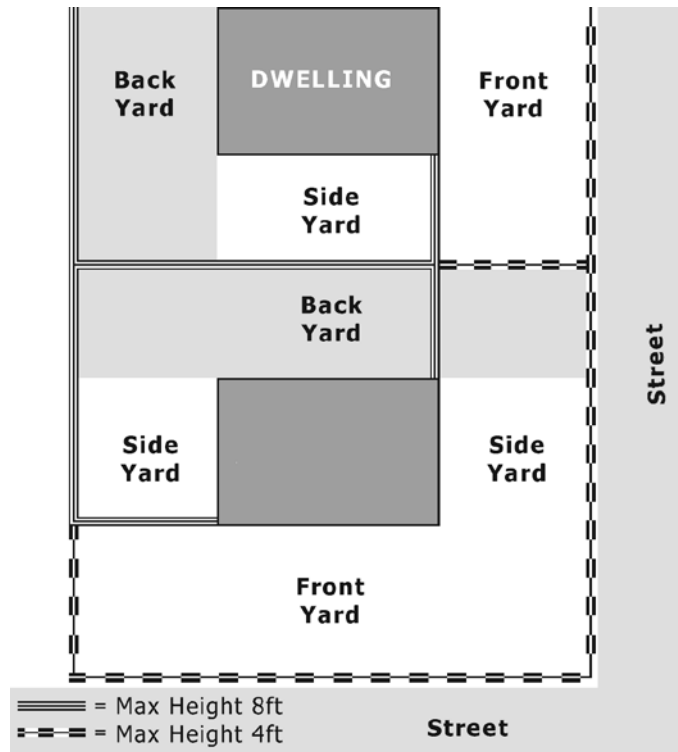 Back
Yard
DWELLING
Front
Yard
Side
Yard
Back
Yard
Street
Side
Yard
Side
Yard
Front
Yard
= Max Height 8ft
= Max Height 4ft
Street